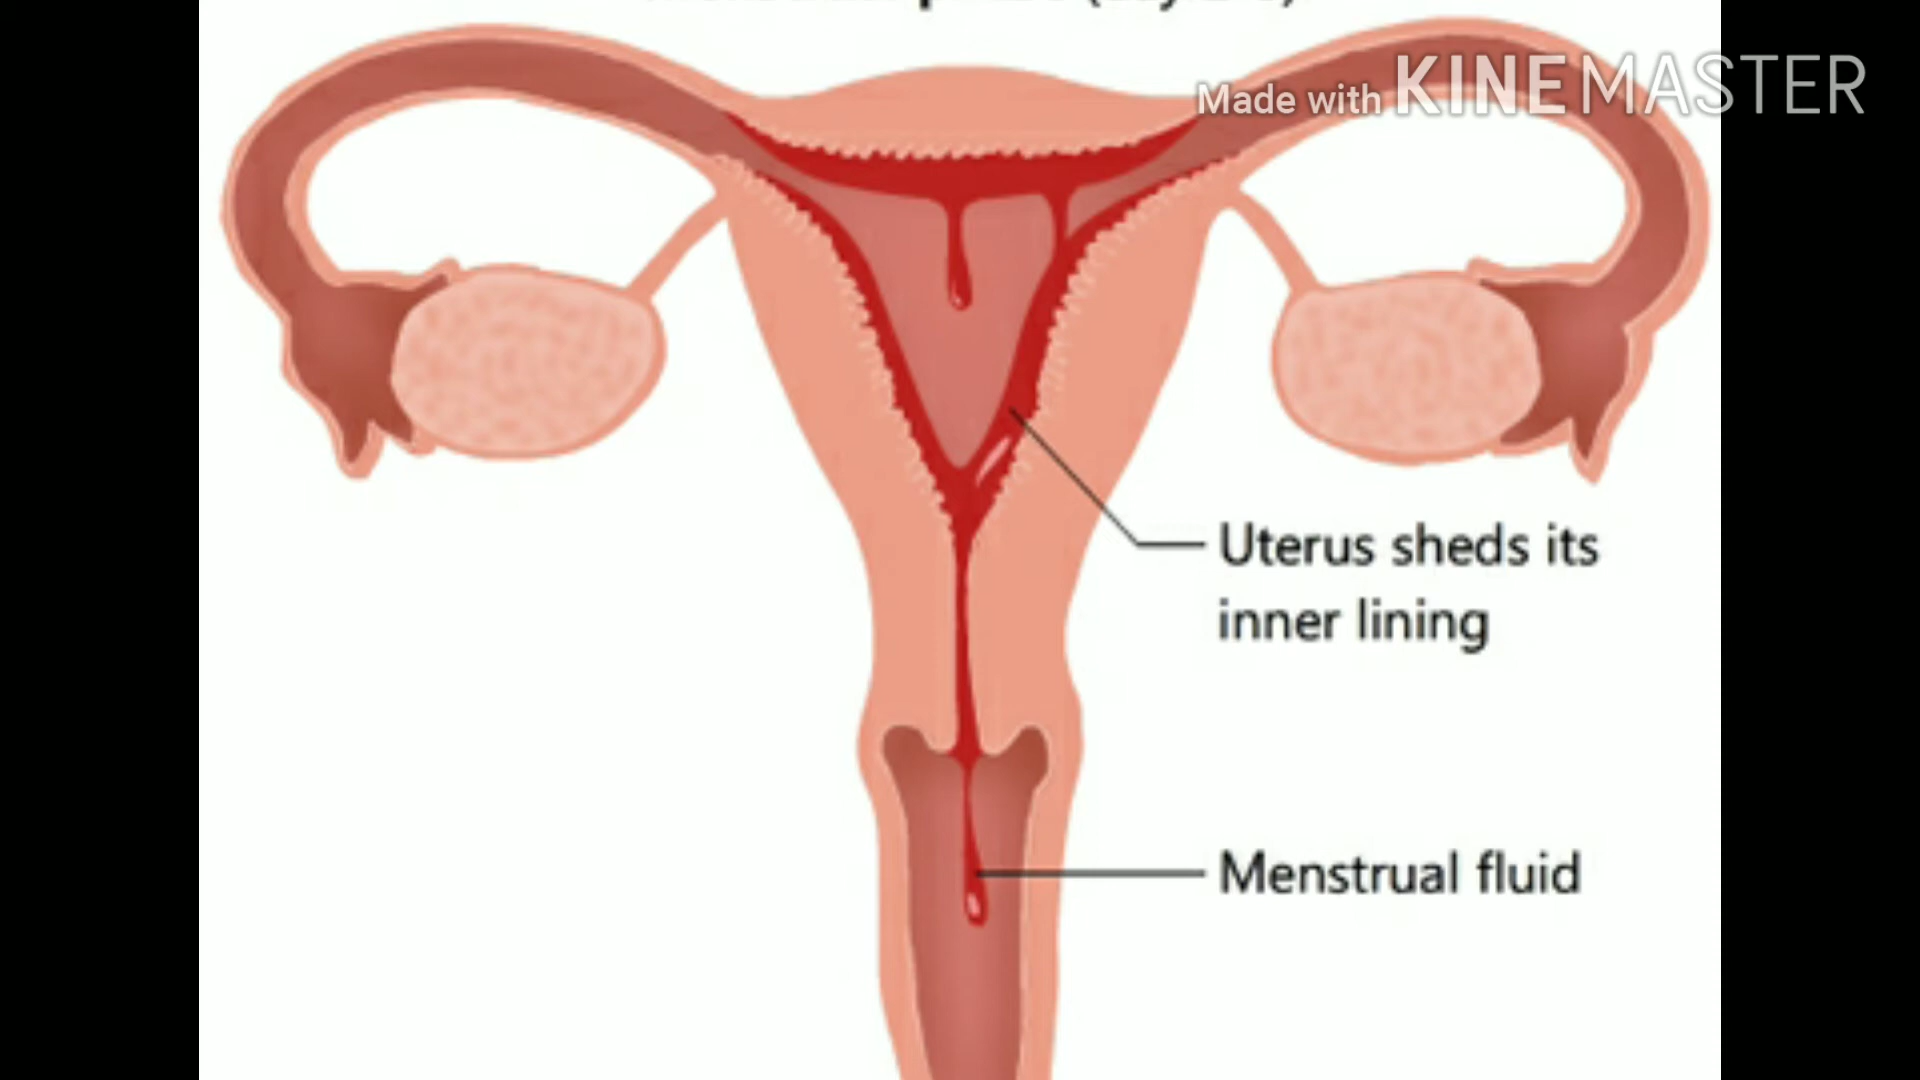 Made with KINEMASTER
Uterus sheds its
inner lining
Menstrual fluid